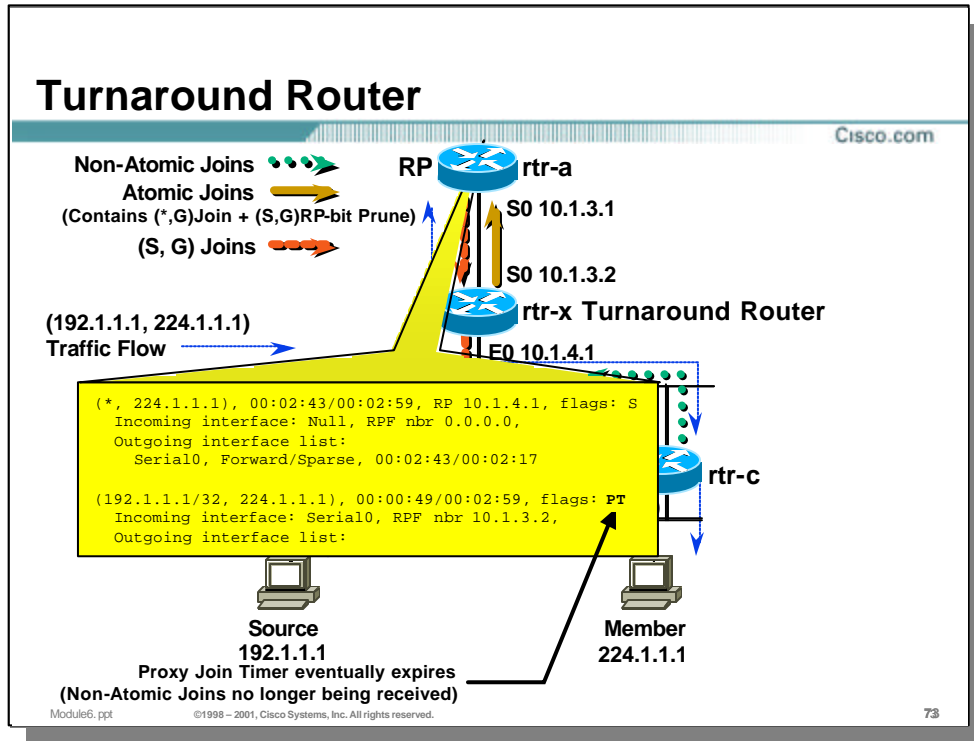 Turnaround Router
Cisco.com
Non-Atomic Joins
Atomic Joins
(Contains (*,G)Join + (S,G)RP-bit Prune)
(S, G) Joins
RP
rtr-a
S0 10.1.3.1
S0 10.1.3.2
rtr-x Turnaround Router
(192.1.1.1, 224.1.1.1)
Traffic Flow
E0 10.1.4.1
(*, 224.1.1.1), 00:02:43/00:02:59, RP 10.1.4.1, flags: S
Incoming interface: Null, RPF nbr 0.0.0.0,
Outgoing interface list:
Serial0, Forward/Sparse, 00:02:43/00:02:17
(192.1.1.1/32, 224.1.1.1), 00:00:49/00:02:59, flags: PT
Incoming interface: Serial0, RPF nbr 10.1.3.2,
Outgoing interface list:
rtr-c
Source
192.1.1.1
Member
224.1.1.1
Proxy Join Timer eventually expires
(Non-Atomic Joins no longer being received)
Module6. ppt
©1998 – 2001, Cisco Systems, Inc. All rights reserved.